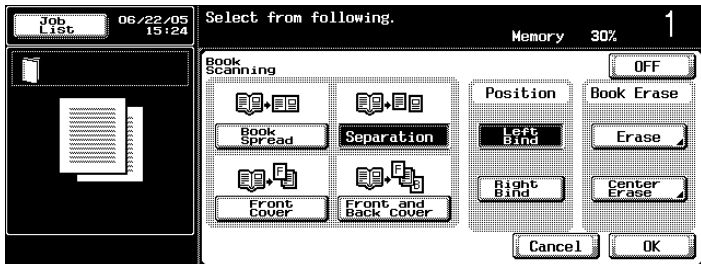 Job
List
06/22/05
15:24
Select from following.
Memory 30%
1
Book
Scanning
OFF
Position
Book Erase
Book
Spread
Separation
Left
Bind
Erase
F
F
B
Front
Cover
Front and
Back Cover
Right
Bind
Center
Erase
Cancel
OK